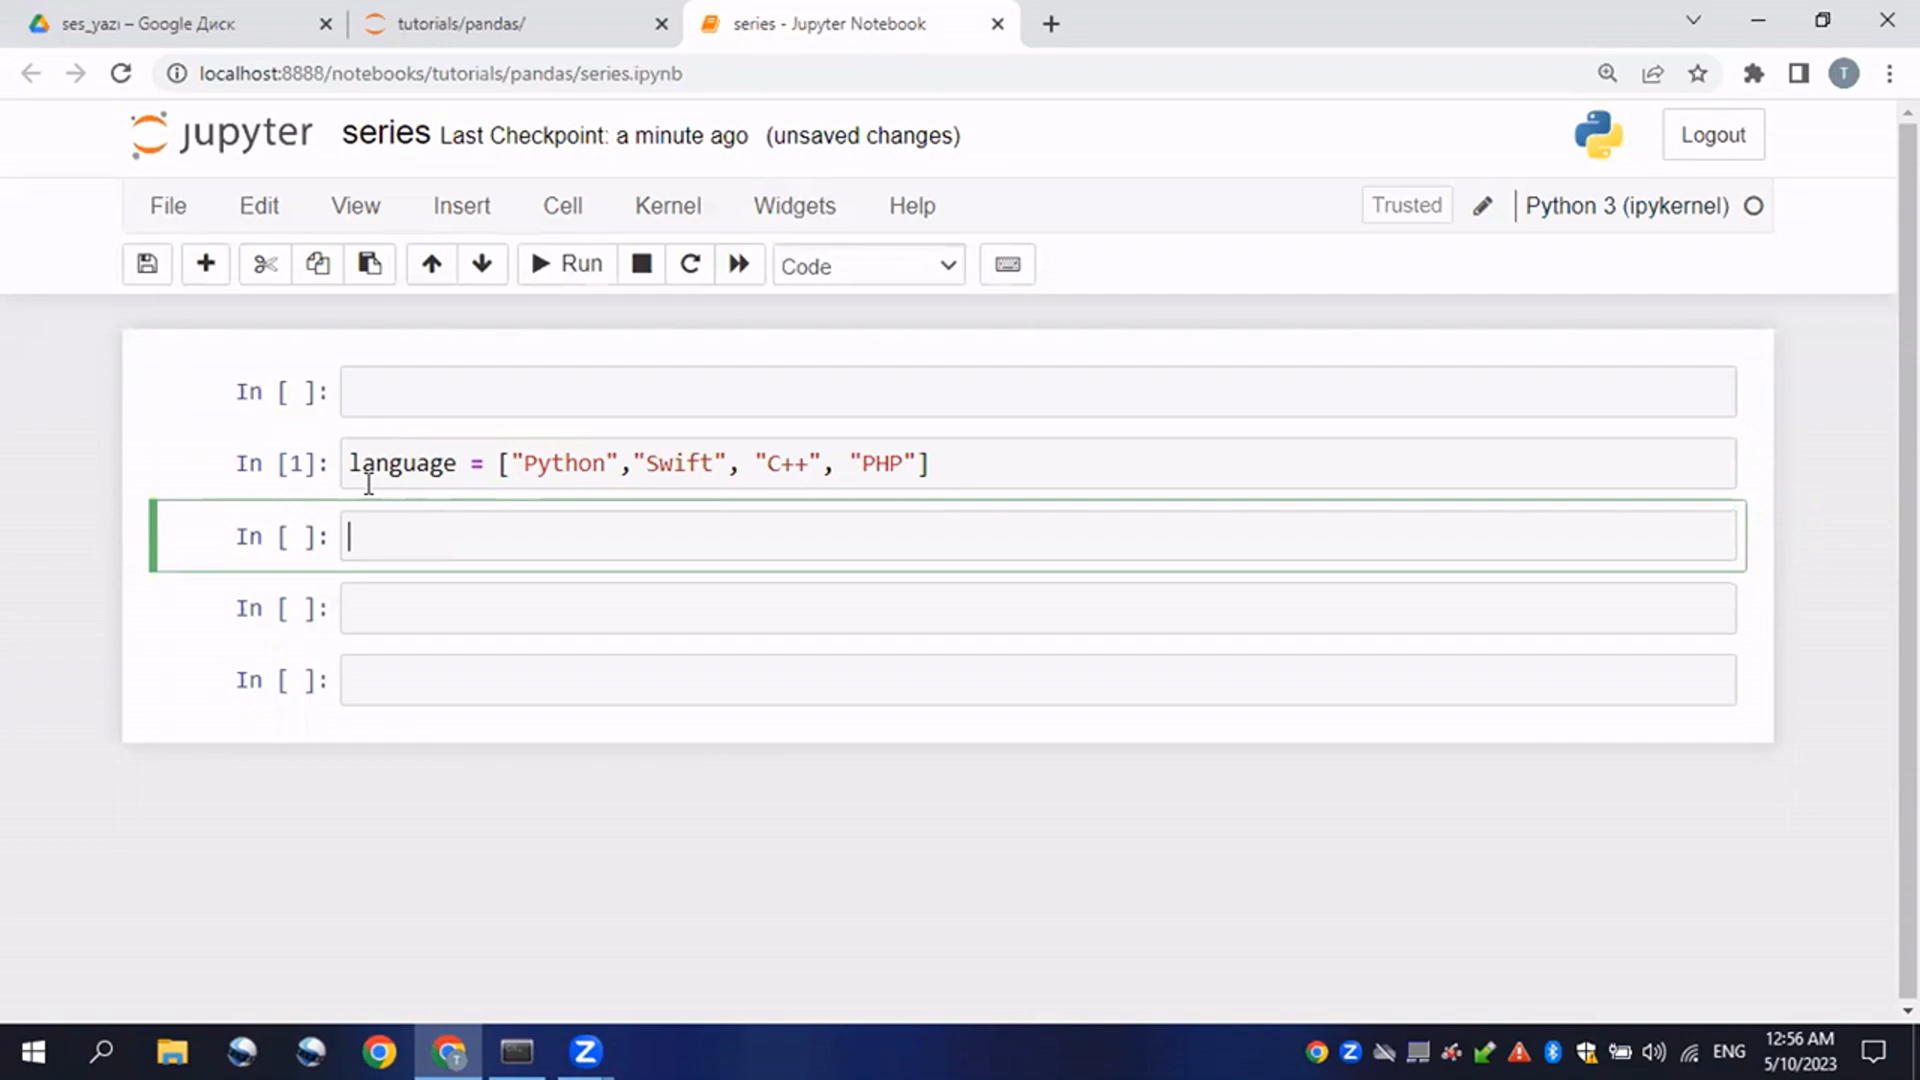 ses_yazı – Google Диск
tutorials/pandas/
series - Jupyter Notebook
localhost:8888/notebooks/tutorials/pandas/series.ipynb
T
jupyter series Last Checkpoint: a minute ago (unsaved changes)
Logout
File Edit View Insert Cell Kernel Widgets Help
Trusted
Python 3 (ipykernel)
Run
Code
In [ ]:
In [1]: language = ["Python","Swift", "C++", "PHP"]
In [ ]:
In [ ]:
In [ ]:
ENG
12:56 AM
5/10/2023